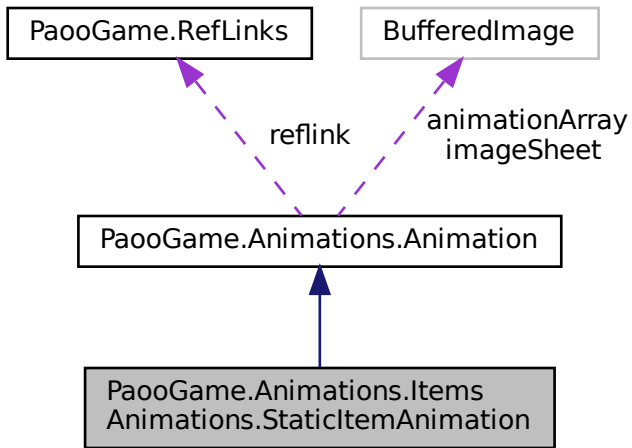 PaooGame.RefLinks
BufferedImage
reflink
animationArray
imageSheet
PaooGame.Animations.Animation
PaooGame.Animations.Items
Animations.StaticItemAnimation